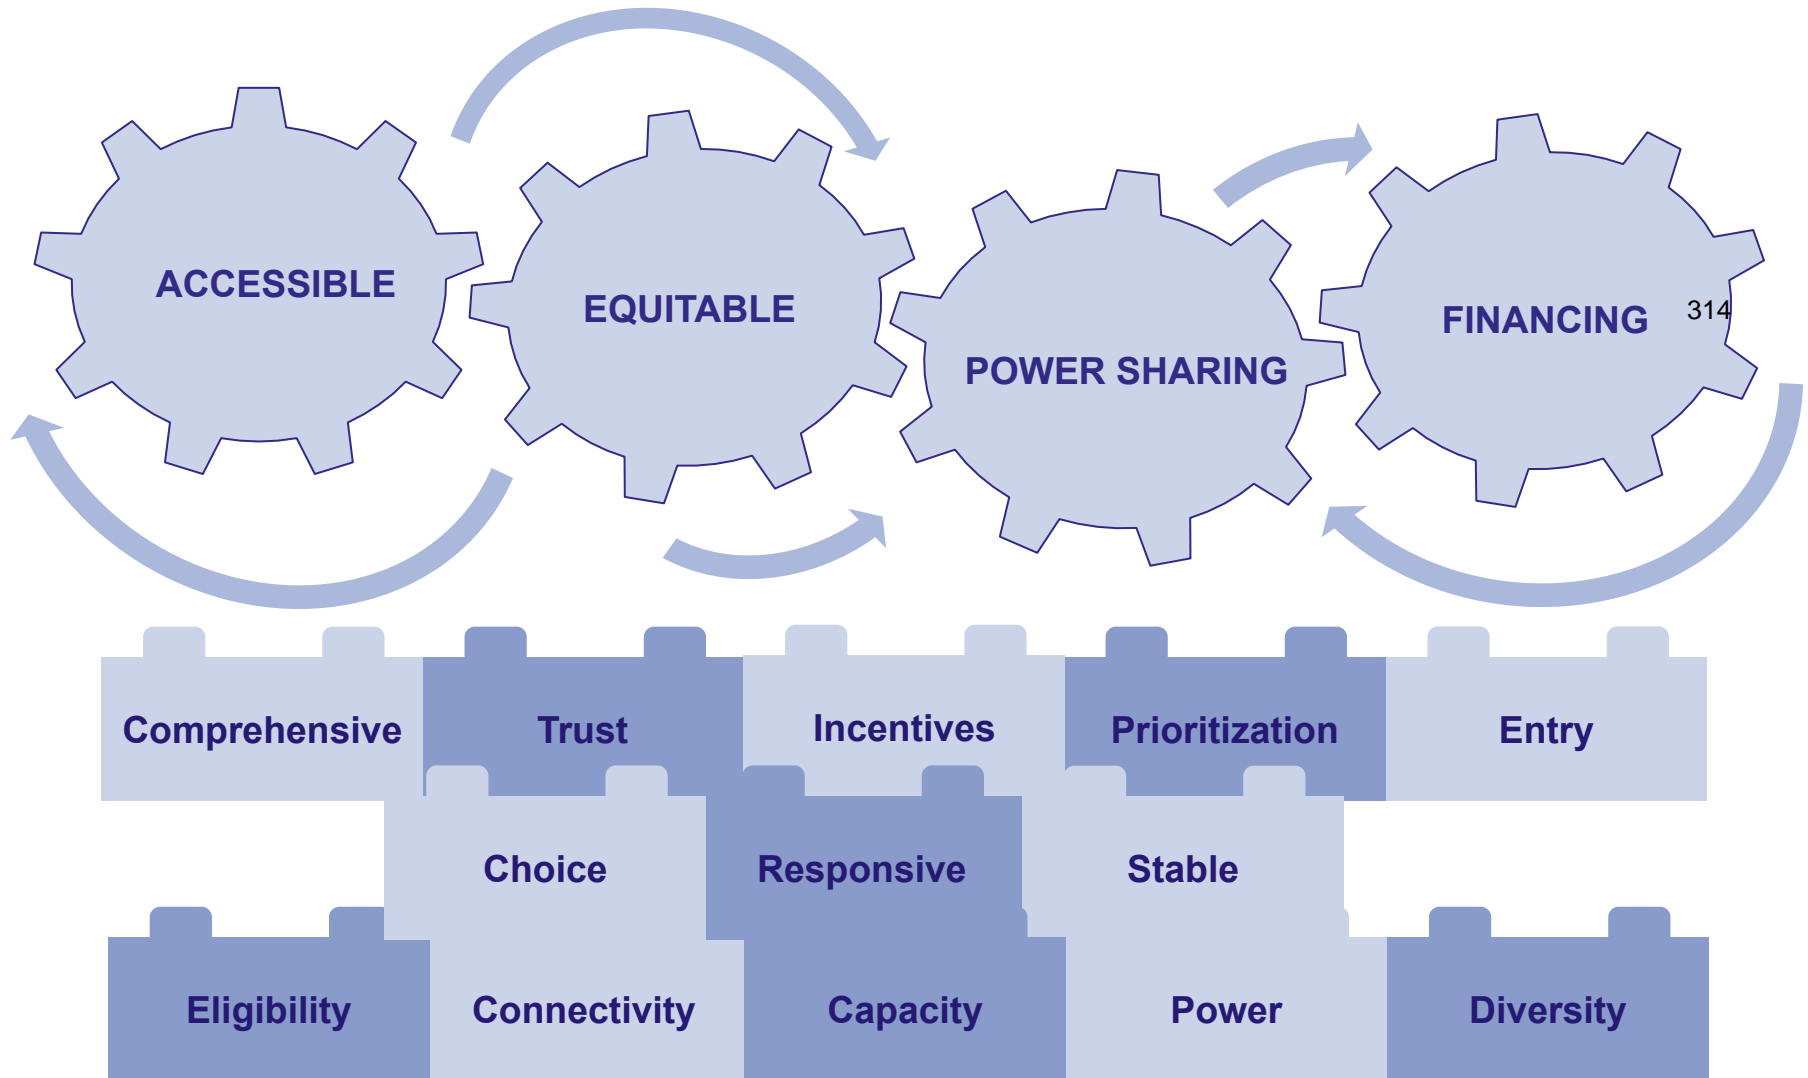 ACCESSIBLE
EQUITABLE
POWER SHARING
FINANCING
314
Comprehensive
Trust
Incentives
Prioritization
Entry
Choice
Responsive
Stable
Eligibility
Connectivity
Capacity
Power
Diversity